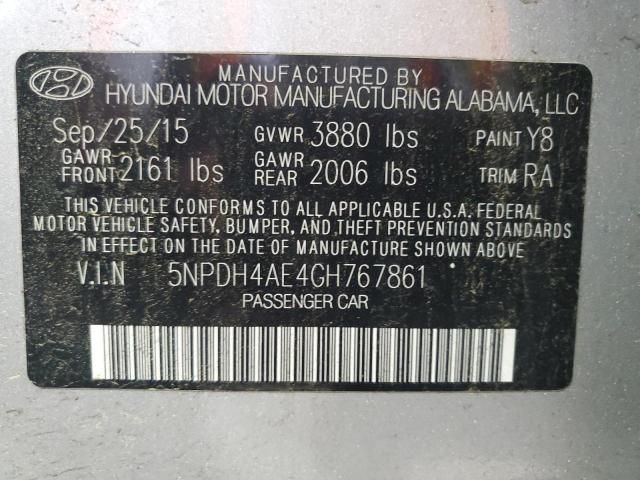 MANUFACTURED BY
HYUNDAI MOTOR MANUFACTURING ALABAMA, LLC
Sep/25/15 GVWR 3880 lbs PAINT Y8
GAWR FRONT 2161 lbs GAWR REAR 2006 lbs TRIM RA
THIS VEHICLE CONFORMS TO ALL APPLICABLE U.S.A. FEDERAL
MOTOR VEHICLE SAFETY, BUMPER, AND THEFT PREVENTION STANDARDS
IN EFFECT ON THE DATE OF MANUFACTURE SHOWN ABOVE.
V.I.N 5NPDH4AE4GH767861
PASSENGER CAR